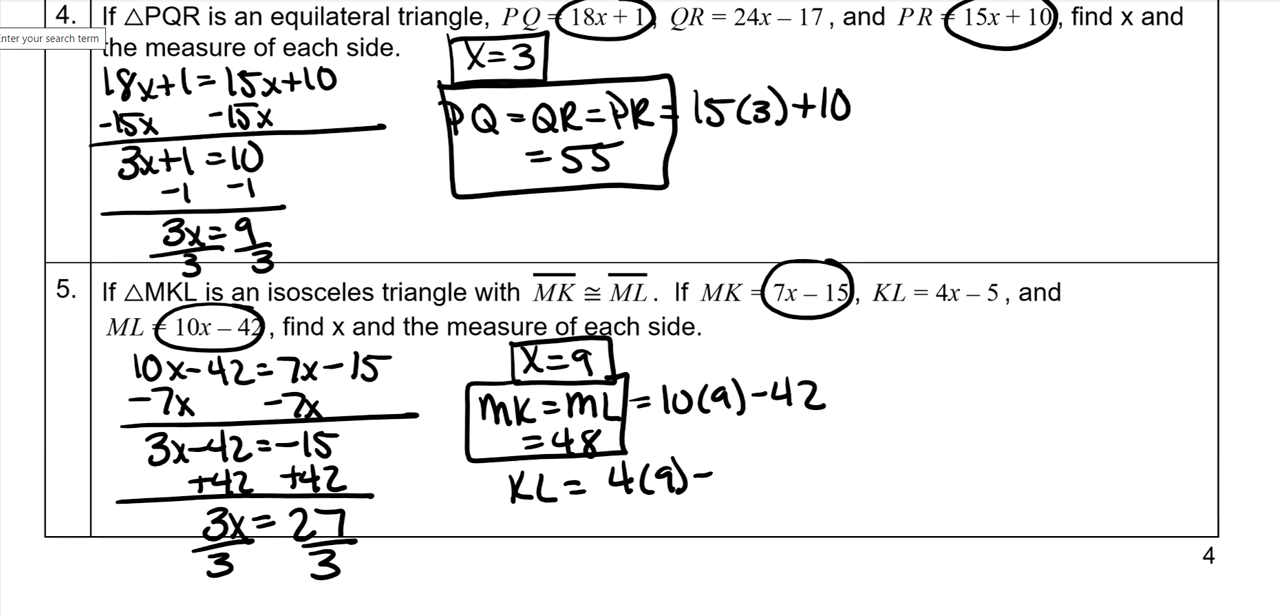 4. If △PQR is an equilateral triangle, PQ = 18x + 1, QR = 24x – 17, and PR = 15x + 10, find x and
Enter your search term
the measure of each side.
x=3
18x+1=15x+10
-15x -15x
PQ=QR=PR= 15(3)+10
=55
3x+1=10
-1 -1
3x=9
3 3
5. If △MKL is an isosceles triangle with MK ≅ ML. If MK = 7x – 15, KL = 4x – 5, and
ML = 10x – 42, find x and the measure of each side.
x=9
10x-42=7x-15
-7x -7x
MK=ML =10(9)-42
=48
3x-42=-15
+42 +42
KL= 4(9)-
3x=27
3 3
4